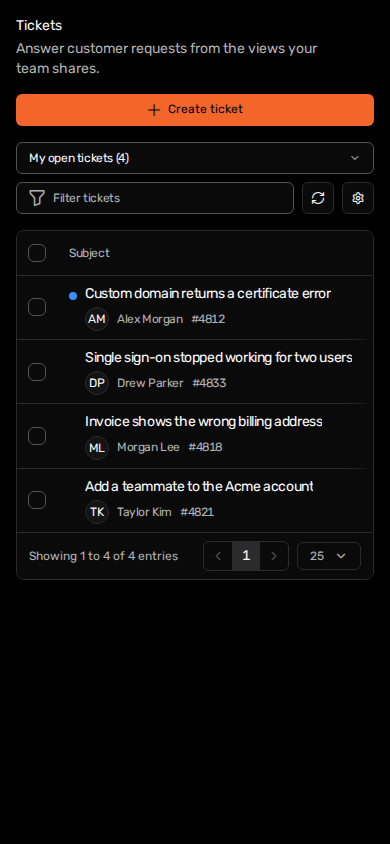 Tickets
Answer customer requests from the views your
team shares.
Create ticket
My open tickets (4)
Filter tickets
Subject
Custom domain returns a certificate error
AM Alex Morgan #4812
Single sign-on stopped working for two users
DP Drew Parker #4833
Invoice shows the wrong billing address
ML Morgan Lee #4818
Add a teammate to the Acme account
TK Taylor Kim #4821
Showing 1 to 4 of 4 entries 1 25